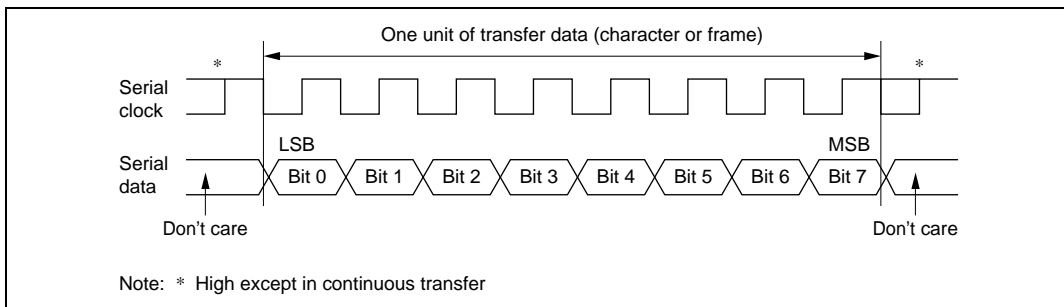 One unit of transfer data (character or frame)
* *
Serial
clock
LSB MSB
Serial
data
Bit 0 Bit 1 Bit 2 Bit 3 Bit 4 Bit 5 Bit 6 Bit 7
Don't care Don't care
Note: * High except in continuous transfer